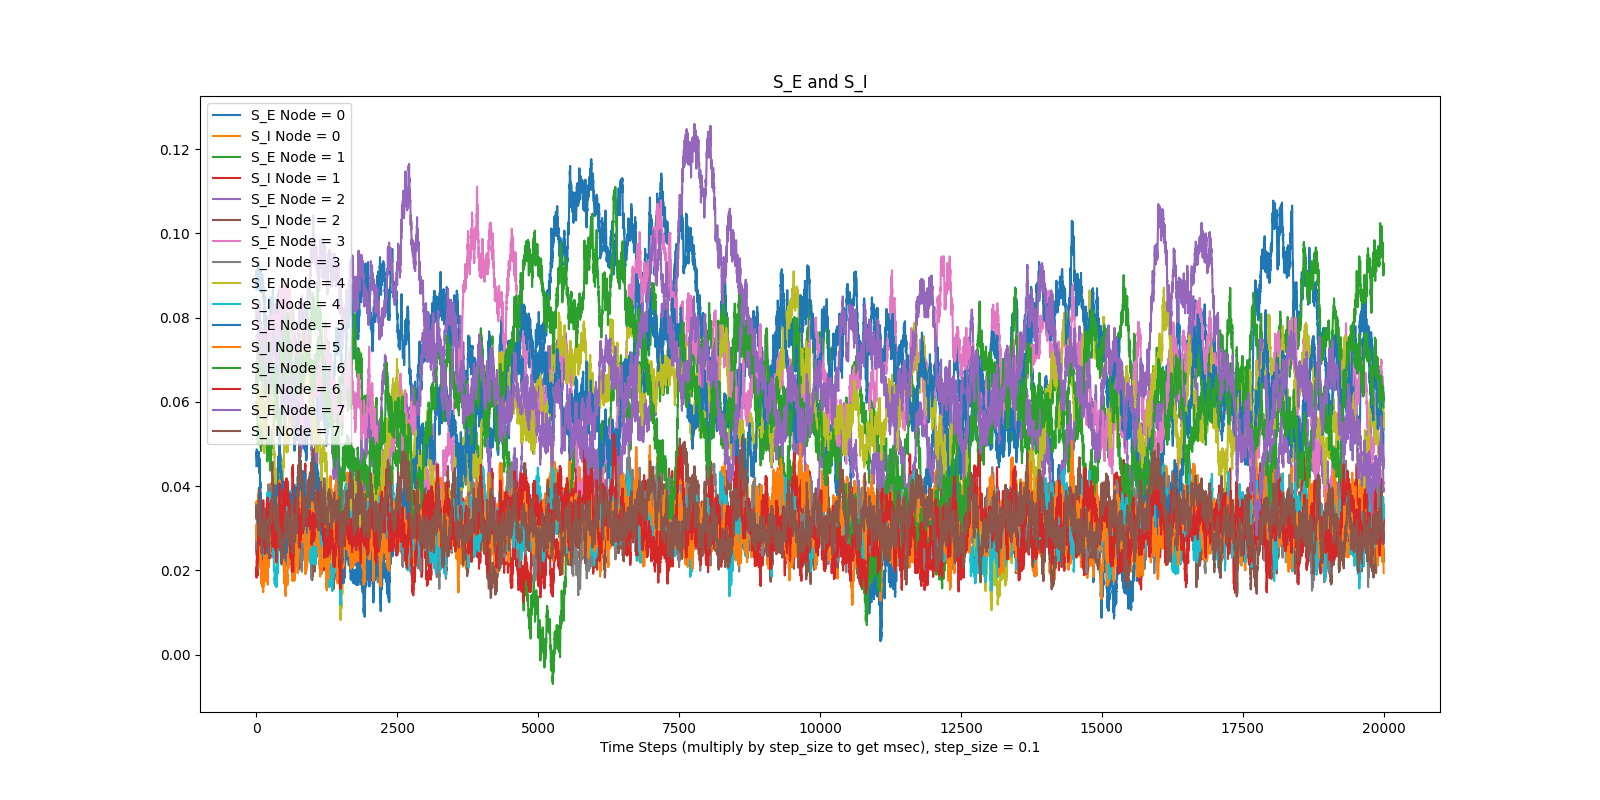 S_E and S_I
S_E Node = 0
S_I Node = 0
S_E Node = 1
S_I Node = 1
S_E Node = 2
S_I Node = 2
S_E Node = 3
S_I Node = 3
S_E Node = 4
S_I Node = 4
S_E Node = 5
S_I Node = 5
S_E Node = 6
S_I Node = 6
S_E Node = 7
S_I Node = 7
0.12
0.10
0.08
0.06
0.04
0.02
0.00
0 2500 5000 7500 10000 12500 15000 17500 20000
Time Steps (multiply by step_size to get msec), step_size = 0.1